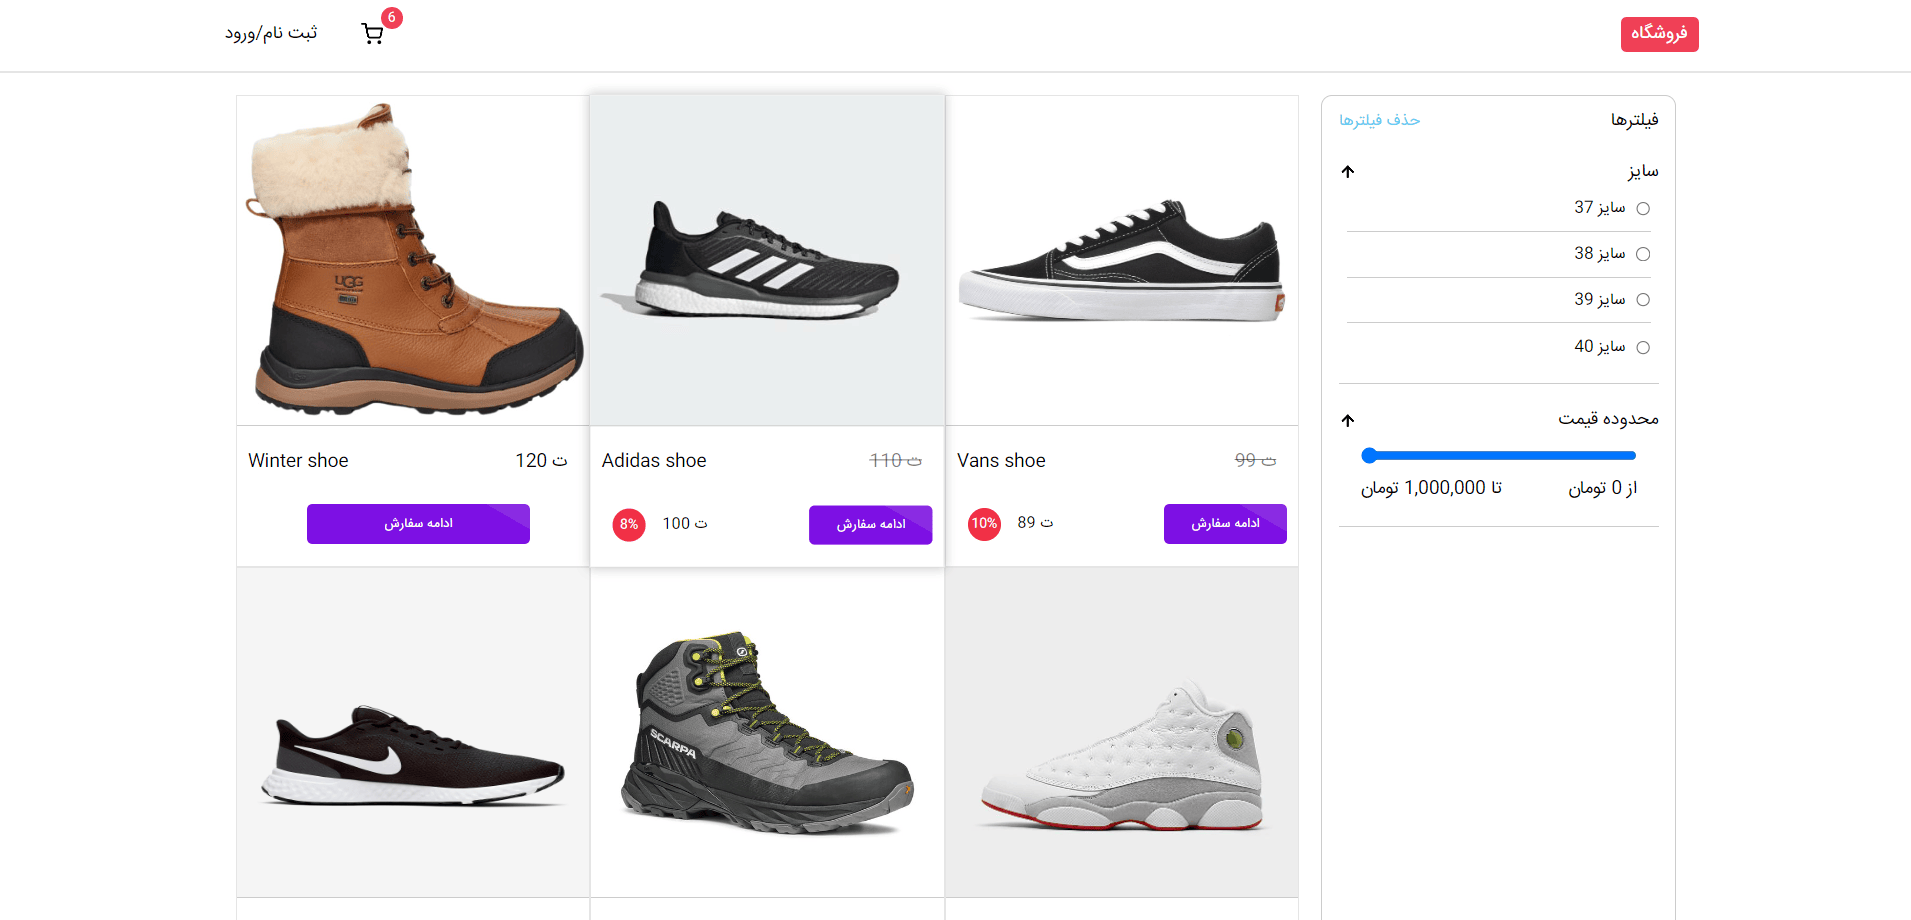 فروشگاه
6
ثبت نام/ورود
فیلترها
حذف فیلترها
سایز
سایز 37
سایز 38
سایز 39
سایز 40
محدوده قیمت
از 0 تومان
تا 1,000,000 تومان
Vans shoe
99 ت
10%
89 ت
ادامه سفارش
Adidas shoe
110 ت
8%
100 ت
ادامه سفارش
UGG
Winter shoe
120 ت
ادامه سفارش
SCARPA